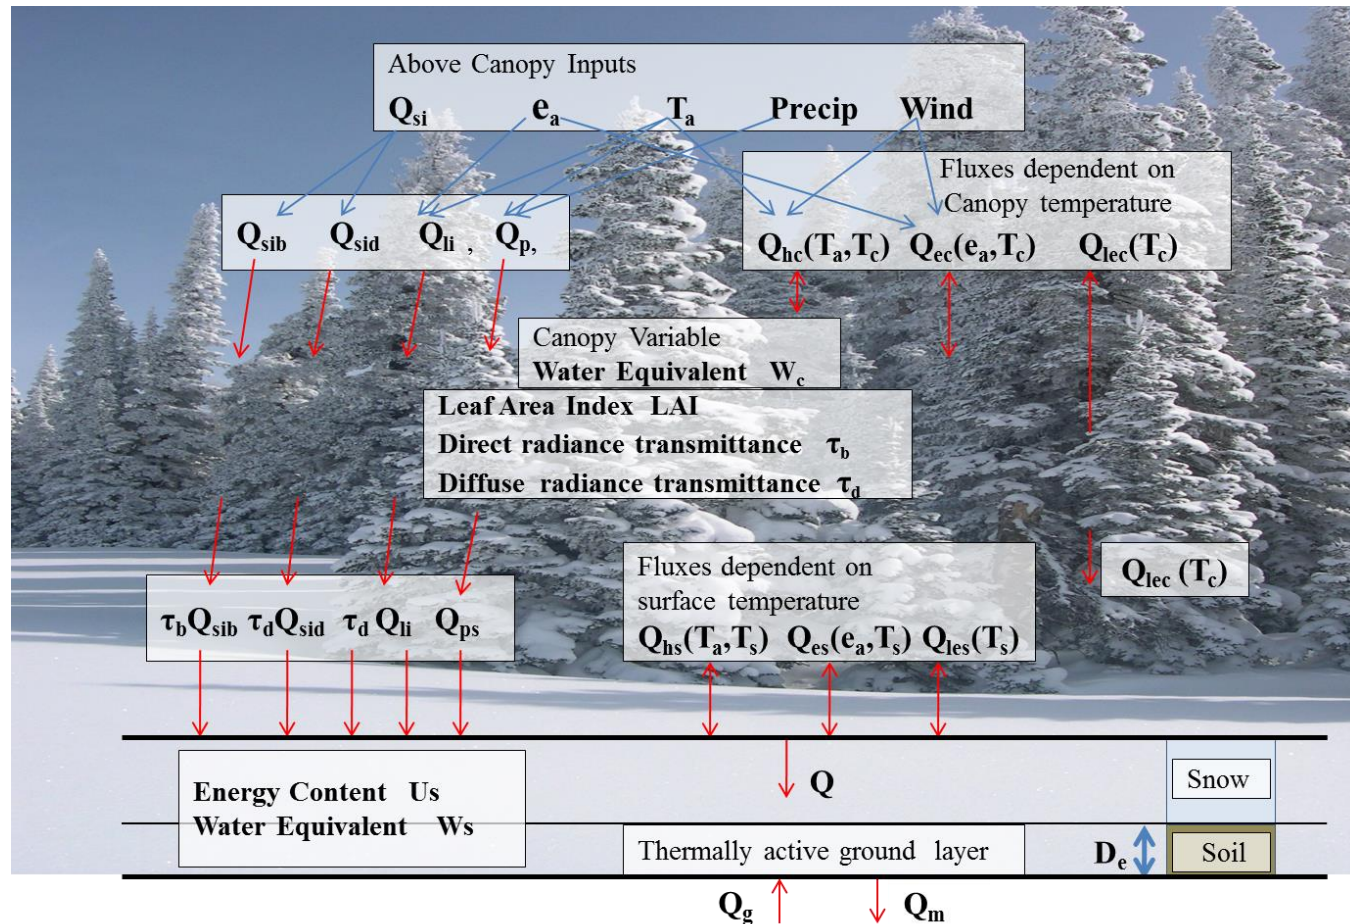 Above Canopy Inputs
Qsi ea Ta Precip Wind
Fluxes dependent on
Canopy temperature
Qsib Qsid Qli , Qp,
Qhc(Ta,Tc) Qec(ea,Tc) Qlec(Tc)
Canopy Variable
Water Equivalent Wc
Leaf Area Index LAI
Direct radiance transmittance τb
Diffuse radiance transmittance τd
Fluxes dependent on
surface temperature
Qhs(Ta,Ts) Qes(ea,Ts) Qles(Ts)
Qlec (Tc)
τbQsib τdQsid τd Qli Qps
Energy Content Us
Water Equivalent Ws
Q
Snow
Thermally active ground layer
De
Soil
Qg Qm